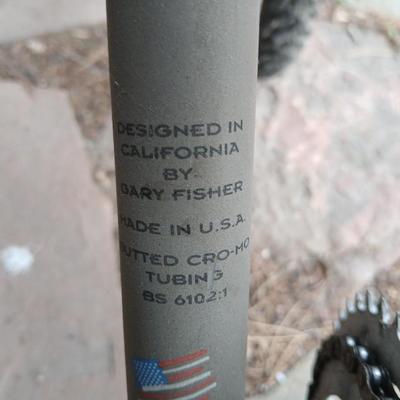 DESIGNED IN
CALIFORNIA
BY
GARY FISHER
MADE IN U.S.A.
BUTTED CRO-MO
TUBING
BS 6102:1